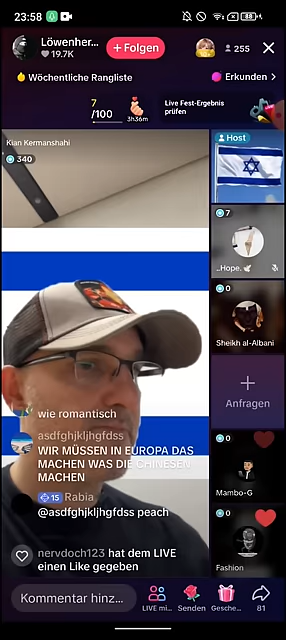 23:58
88
Löwenher...
19.7K
+ Folgen
255
Wöchentliche Rangliste
Erkunden >
7
/100
3h36m
Live Fest-Ergebnis
prüfen
Kian Kermanshahi
340
Host
7
..Hope.
0
Sheikh al-Albani
+
Anfragen
0
Mambo-G
0
Fashion
wie romantisch
asdfghjkljhgfdss
WIR MÜSSEN IN EUROPA DAS
MACHEN WAS DIE CHINESEN
MACHEN
15 Rabia
@asdfghjkljhgfdss peach
nervdoch123 hat dem LIVE
einen Like gegeben
Kommentar hinz...
LIVE mi...
Senden
Gesche...
81